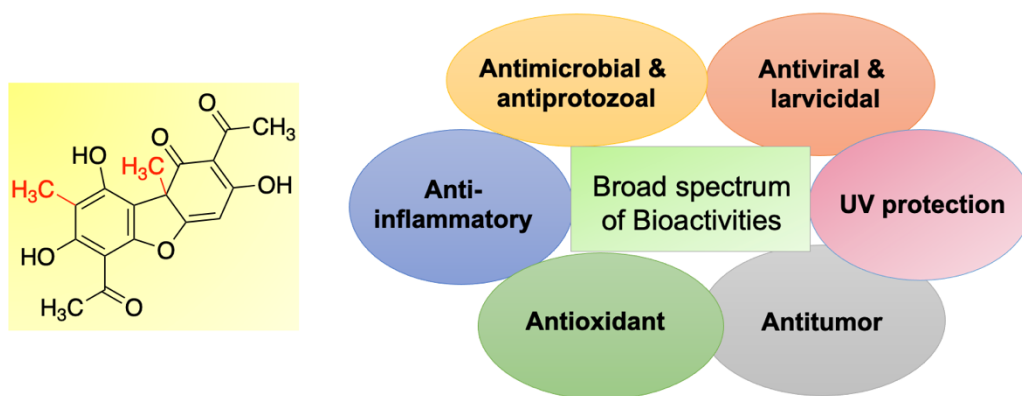 O
O
CH3
H3C
HO
OH
H3C
HO
O
H3C
O
Antimicrobial &
antiprotozoal
Antiviral &
larvicidal
Anti-
inflammatory
Broad spectrum
of Bioactivities
UV protection
Antioxidant
Antitumor